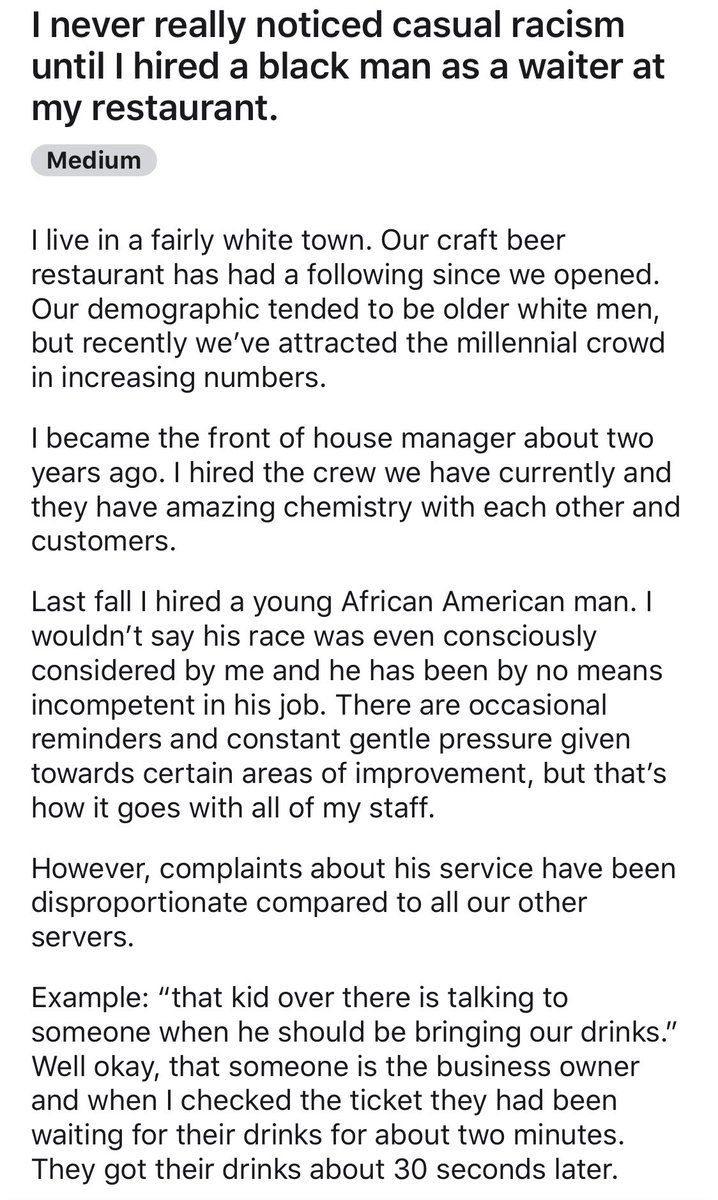 I never really noticed casual racism
until I hired a black man as a waiter at
my restaurant.
Medium
I live in a fairly white town. Our craft beer
restaurant has had a following since we opened.
Our demographic tended to be older white men,
but recently we’ve attracted the millennial crowd
in increasing numbers.
I became the front of house manager about two
years ago. I hired the crew we have currently and
they have amazing chemistry with each other and
customers.
Last fall I hired a young African American man. I
wouldn’t say his race was even consciously
considered by me and he has been by no means
incompetent in his job. There are occasional
reminders and constant gentle pressure given
towards certain areas of improvement, but that’s
how it goes with all of my staff.
However, complaints about his service have been
disproportionate compared to all our other
servers.
Example: “that kid over there is talking to
someone when he should be bringing our drinks.”
Well okay, that someone is the business owner
and when I checked the ticket they had been
waiting for their drinks for about two minutes.
They got their drinks about 30 seconds later.